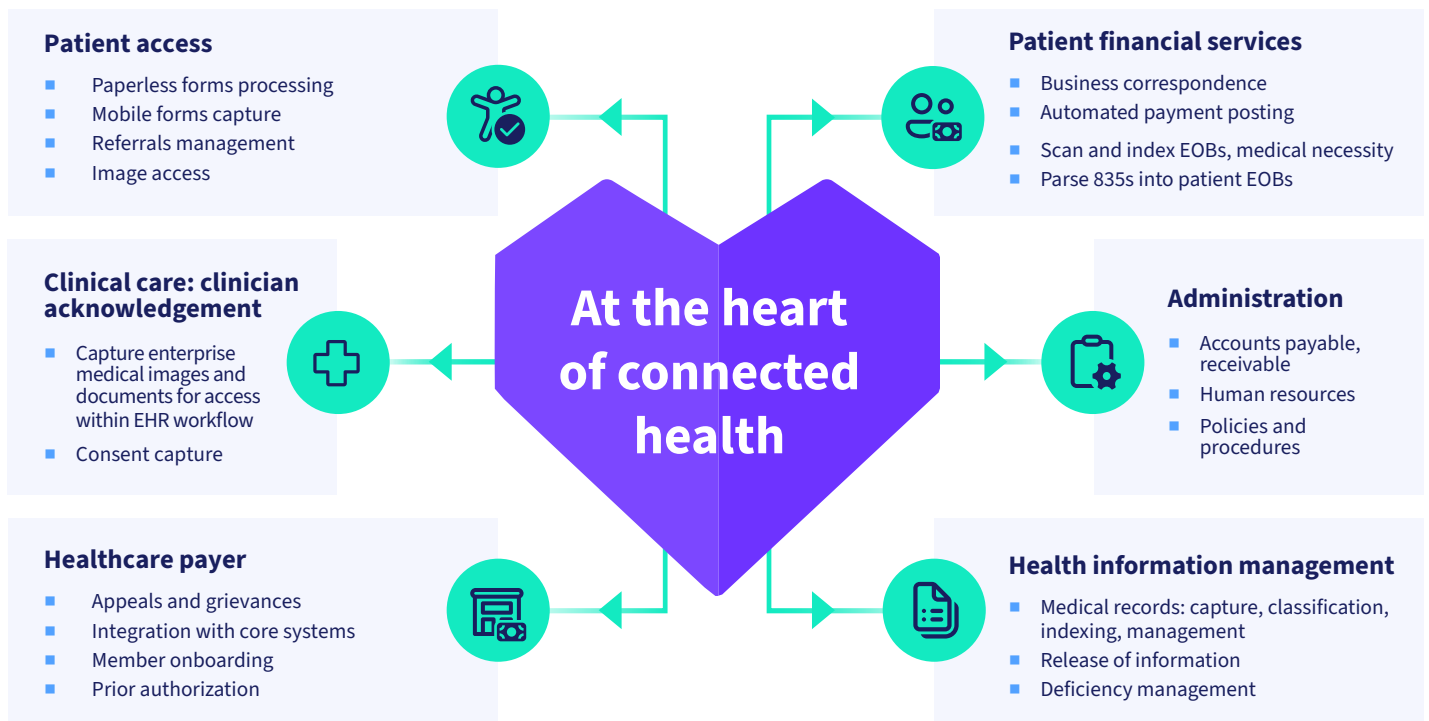 Patient access
Paperless forms processing
Mobile forms capture
Referrals management
Image access
Patient financial services
Business correspondence
Automated payment posting
Scan and index EOBs, medical necessity
Parse 835s into patient EOBs
Clinical care: clinician
acknowledgement
Capture enterprise
medical images and
documents for access
within EHR workflow
Consent capture
At the heart
of connected
health
Administration
Accounts payable,
receivable
Human resources
Policies and
procedures
Healthcare payer
Appeals and grievances
Integration with core systems
Member onboarding
Prior authorization
Health information management
Medical records: capture, classification,
indexing, management
Release of information
Deficiency management